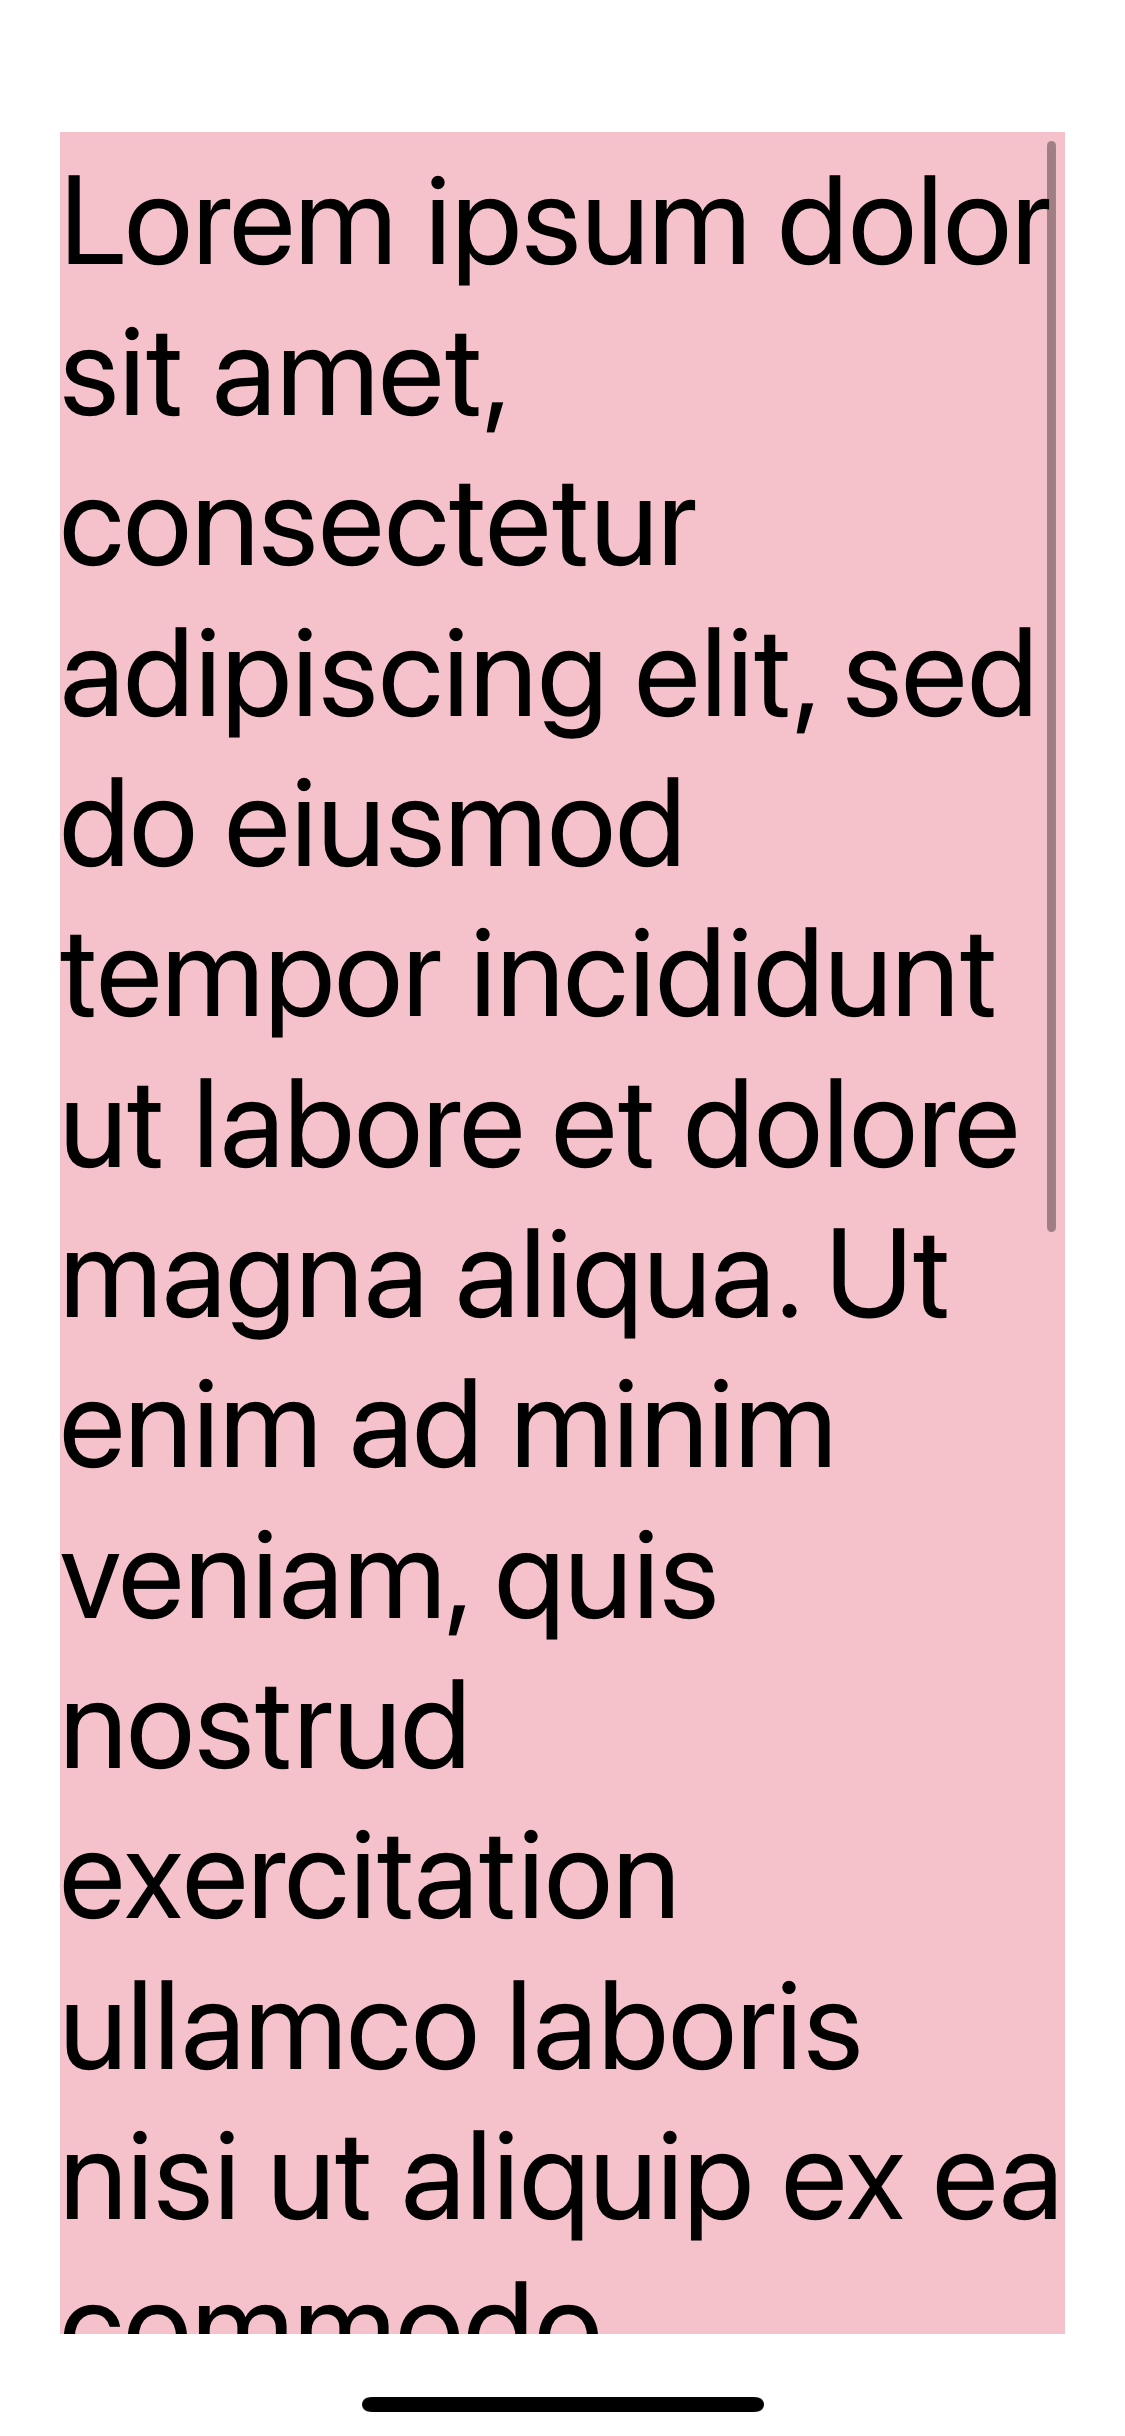 Lorem ipsum dolor
sit amet,
consectetur
adipiscing elit, sed
do eiusmod
tempor incididunt
ut labore et dolore
magna aliqua. Ut
enim ad minim
veniam, quis
nostrud
exercitation
ullamco laboris
nisi ut aliquip ex ea
commodo